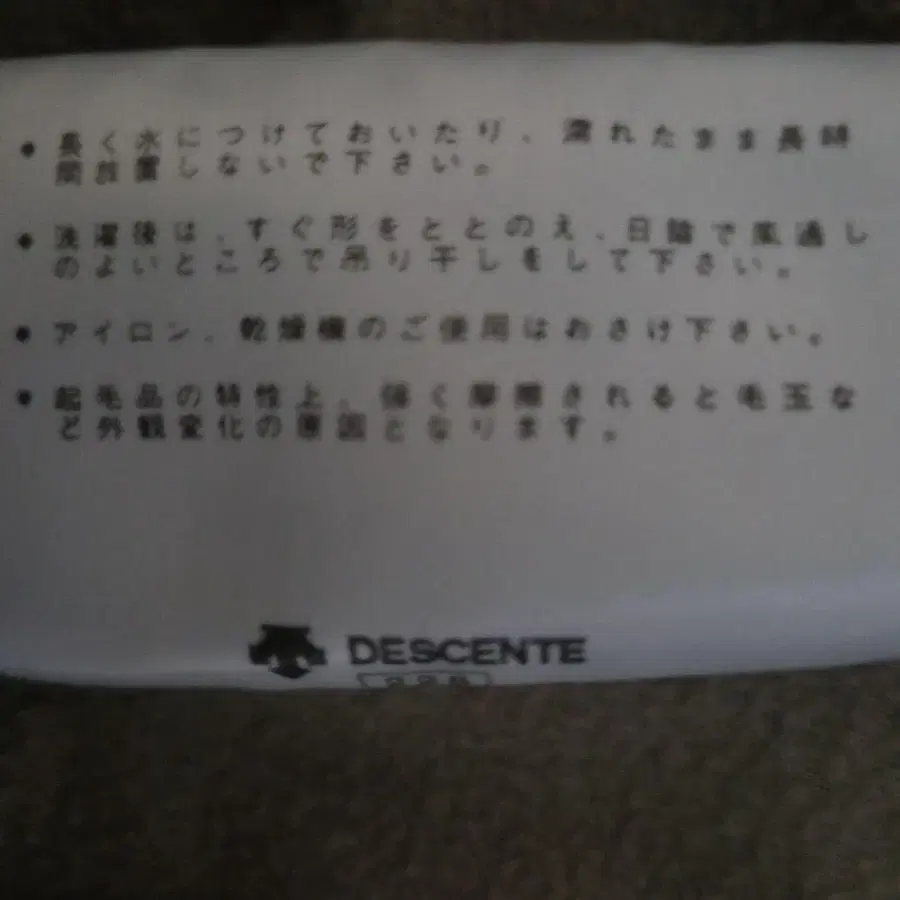 • 長く水につけておいたり、濡れたまま長時
間放置しないで下さい。
• 洗濯後は、すぐ形をととのえ、日陰で風通し
のよいところで吊り干しをして下さい。
• アイロン、乾燥機のご使用はおさけ下さい。
• 起毛品の特性上、強く摩擦されると毛玉な
ど外観変化の原因となります。
DESCENTE